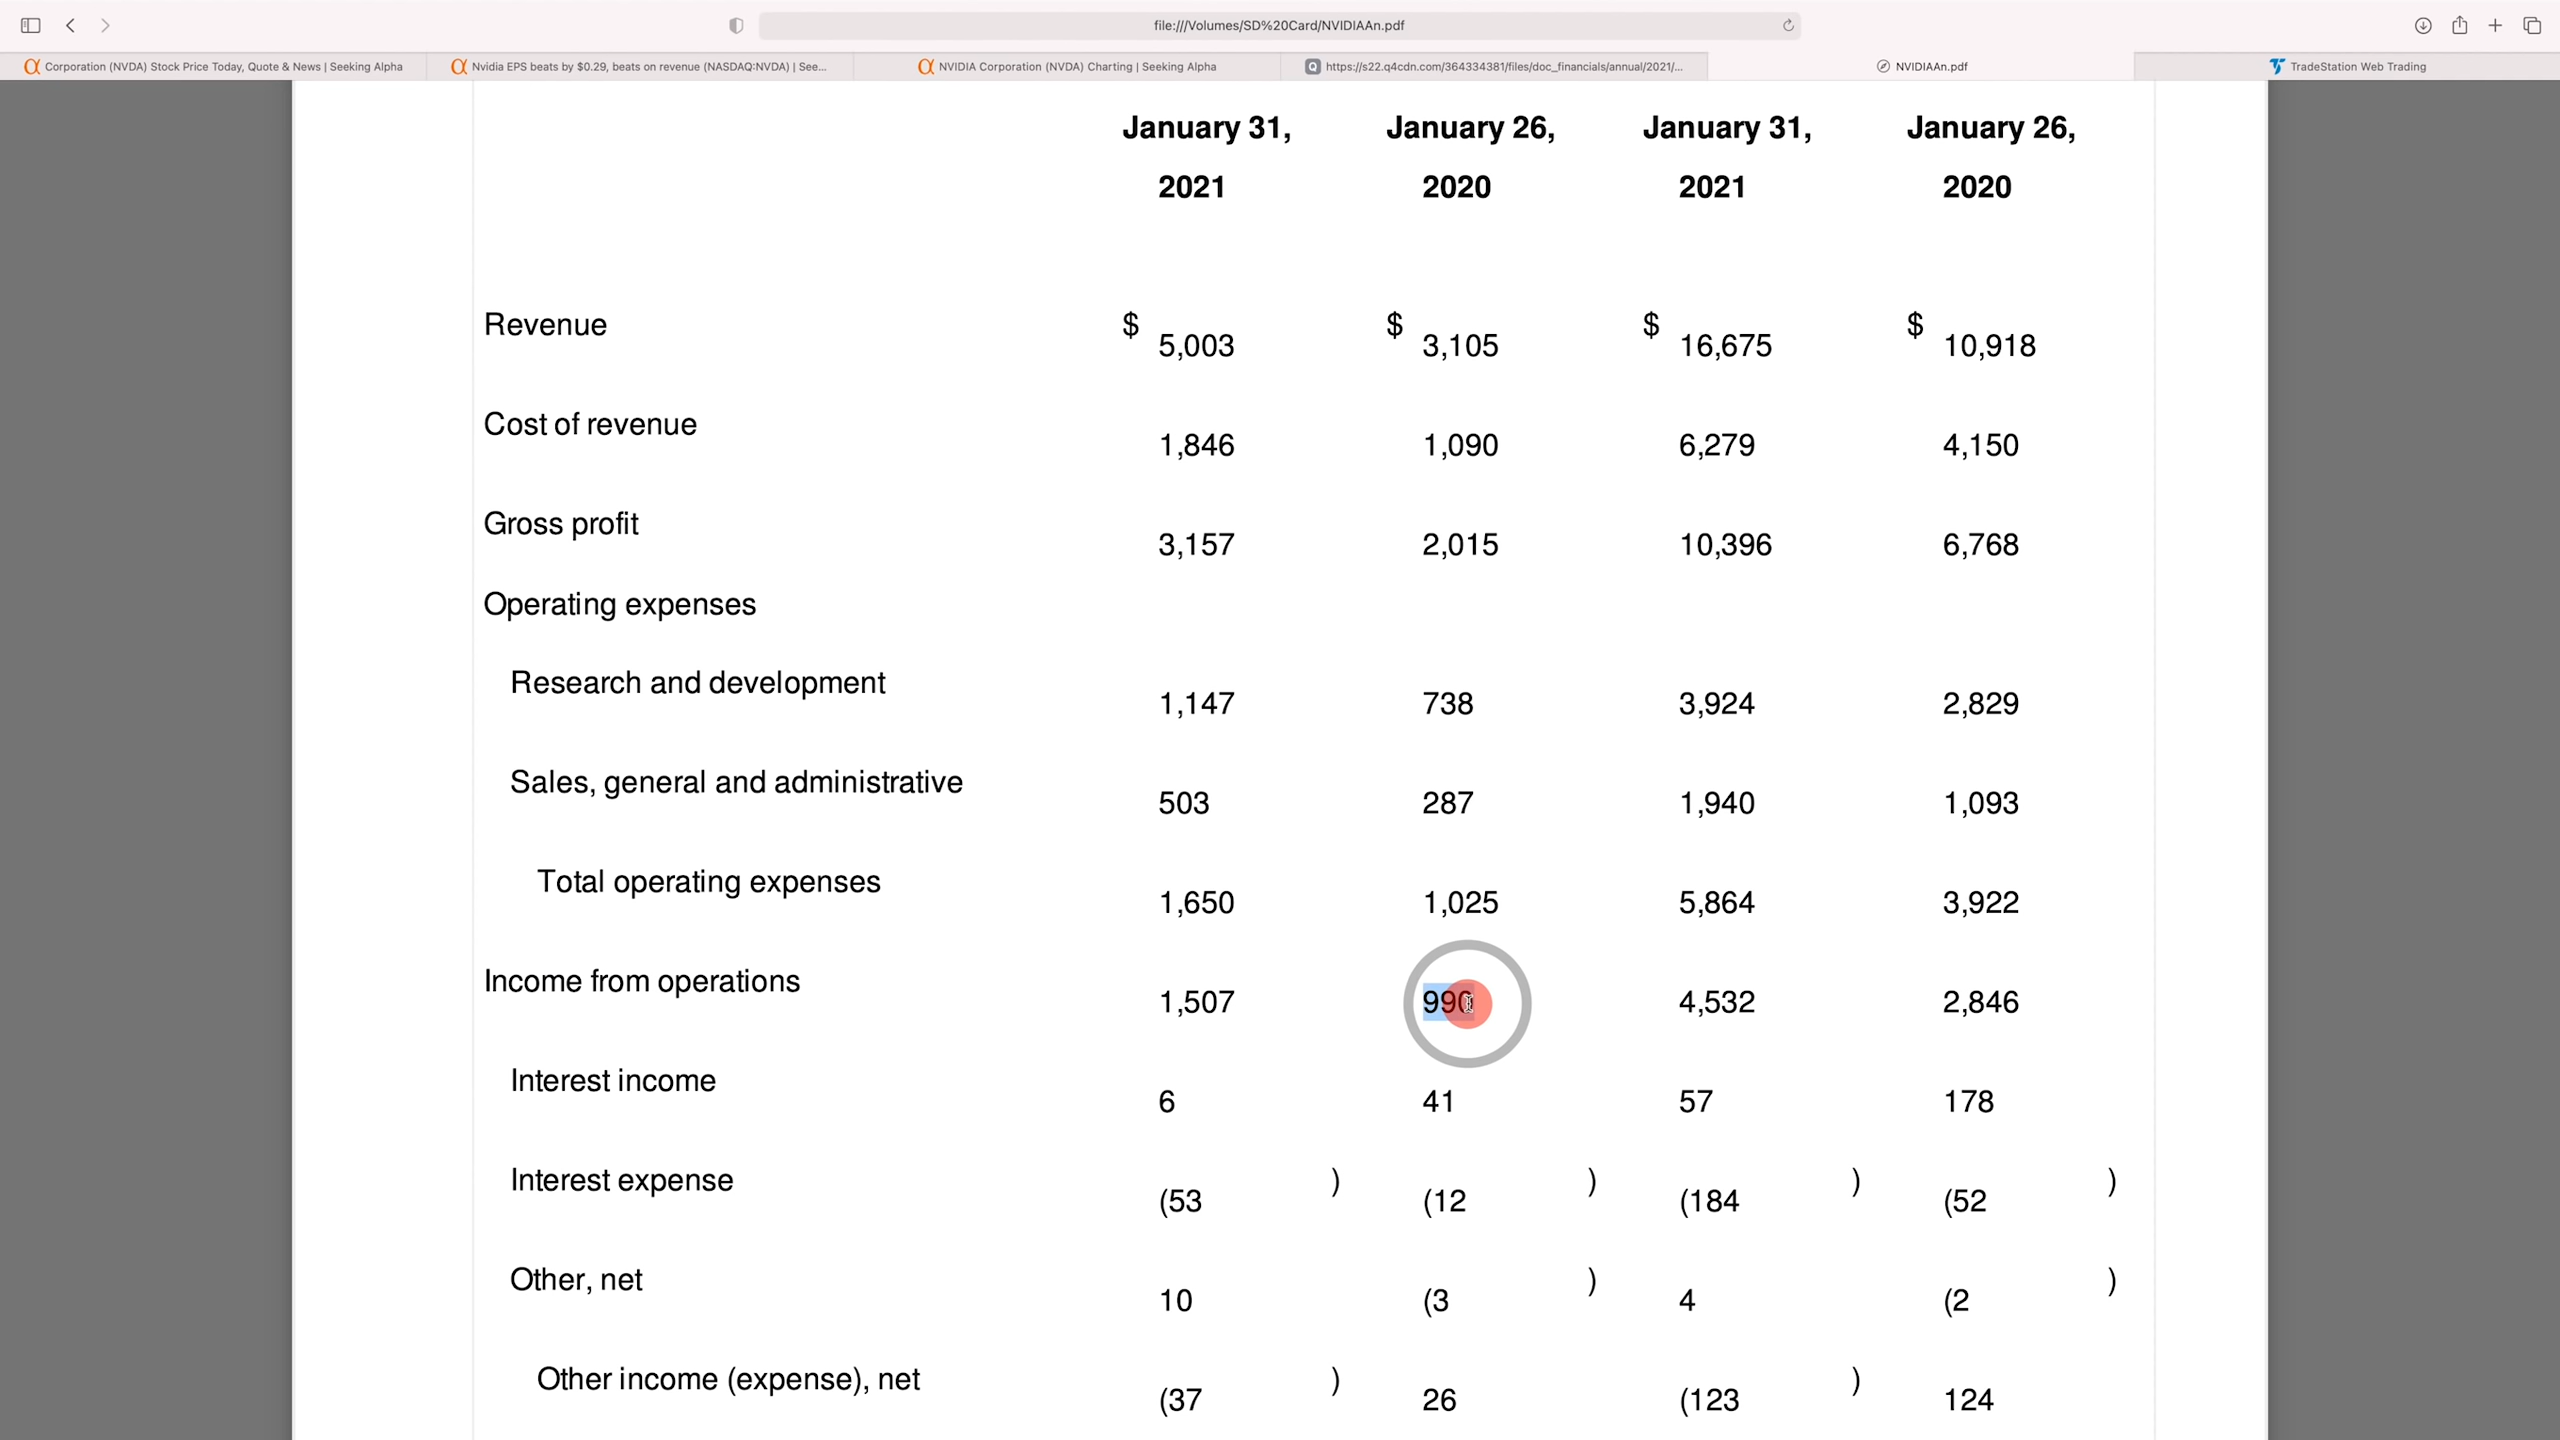 file:///Volumes/SD%20Card/NVIDIAAn.pdf
Corporation (NVDA) Stock Price Today, Quote & News | Seeking Alpha
Nvidia EPS beats by $0.29, beats on revenue (NASDAQ:NVDA) | See...
NVIDIA Corporation (NVDA) Charting | Seeking Alpha
https://s22.q4cdn.com/364334381/files/doc_financials/annual/2021/...
NVIDIAAn.pdf
TradeStation Web Trading
January 31, January 26, January 31, January 26,
2021 2020 2021 2020
Revenue $ 5,003 $ 3,105 $ 16,675 $ 10,918
Cost of revenue 1,846 1,090 6,279 4,150
Gross profit 3,157 2,015 10,396 6,768
Operating expenses
Research and development 1,147 738 3,924 2,829
Sales, general and administrative 503 287 1,940 1,093
Total operating expenses 1,650 1,025 5,864 3,922
Income from operations 1,507 990 4,532 2,846
Interest income 6 41 57 178
Interest expense (53 ) (12 ) (184 ) (52 )
Other, net 10 (3 ) 4 (2 )
Other income (expense), net (37 ) 26 (123 ) 124